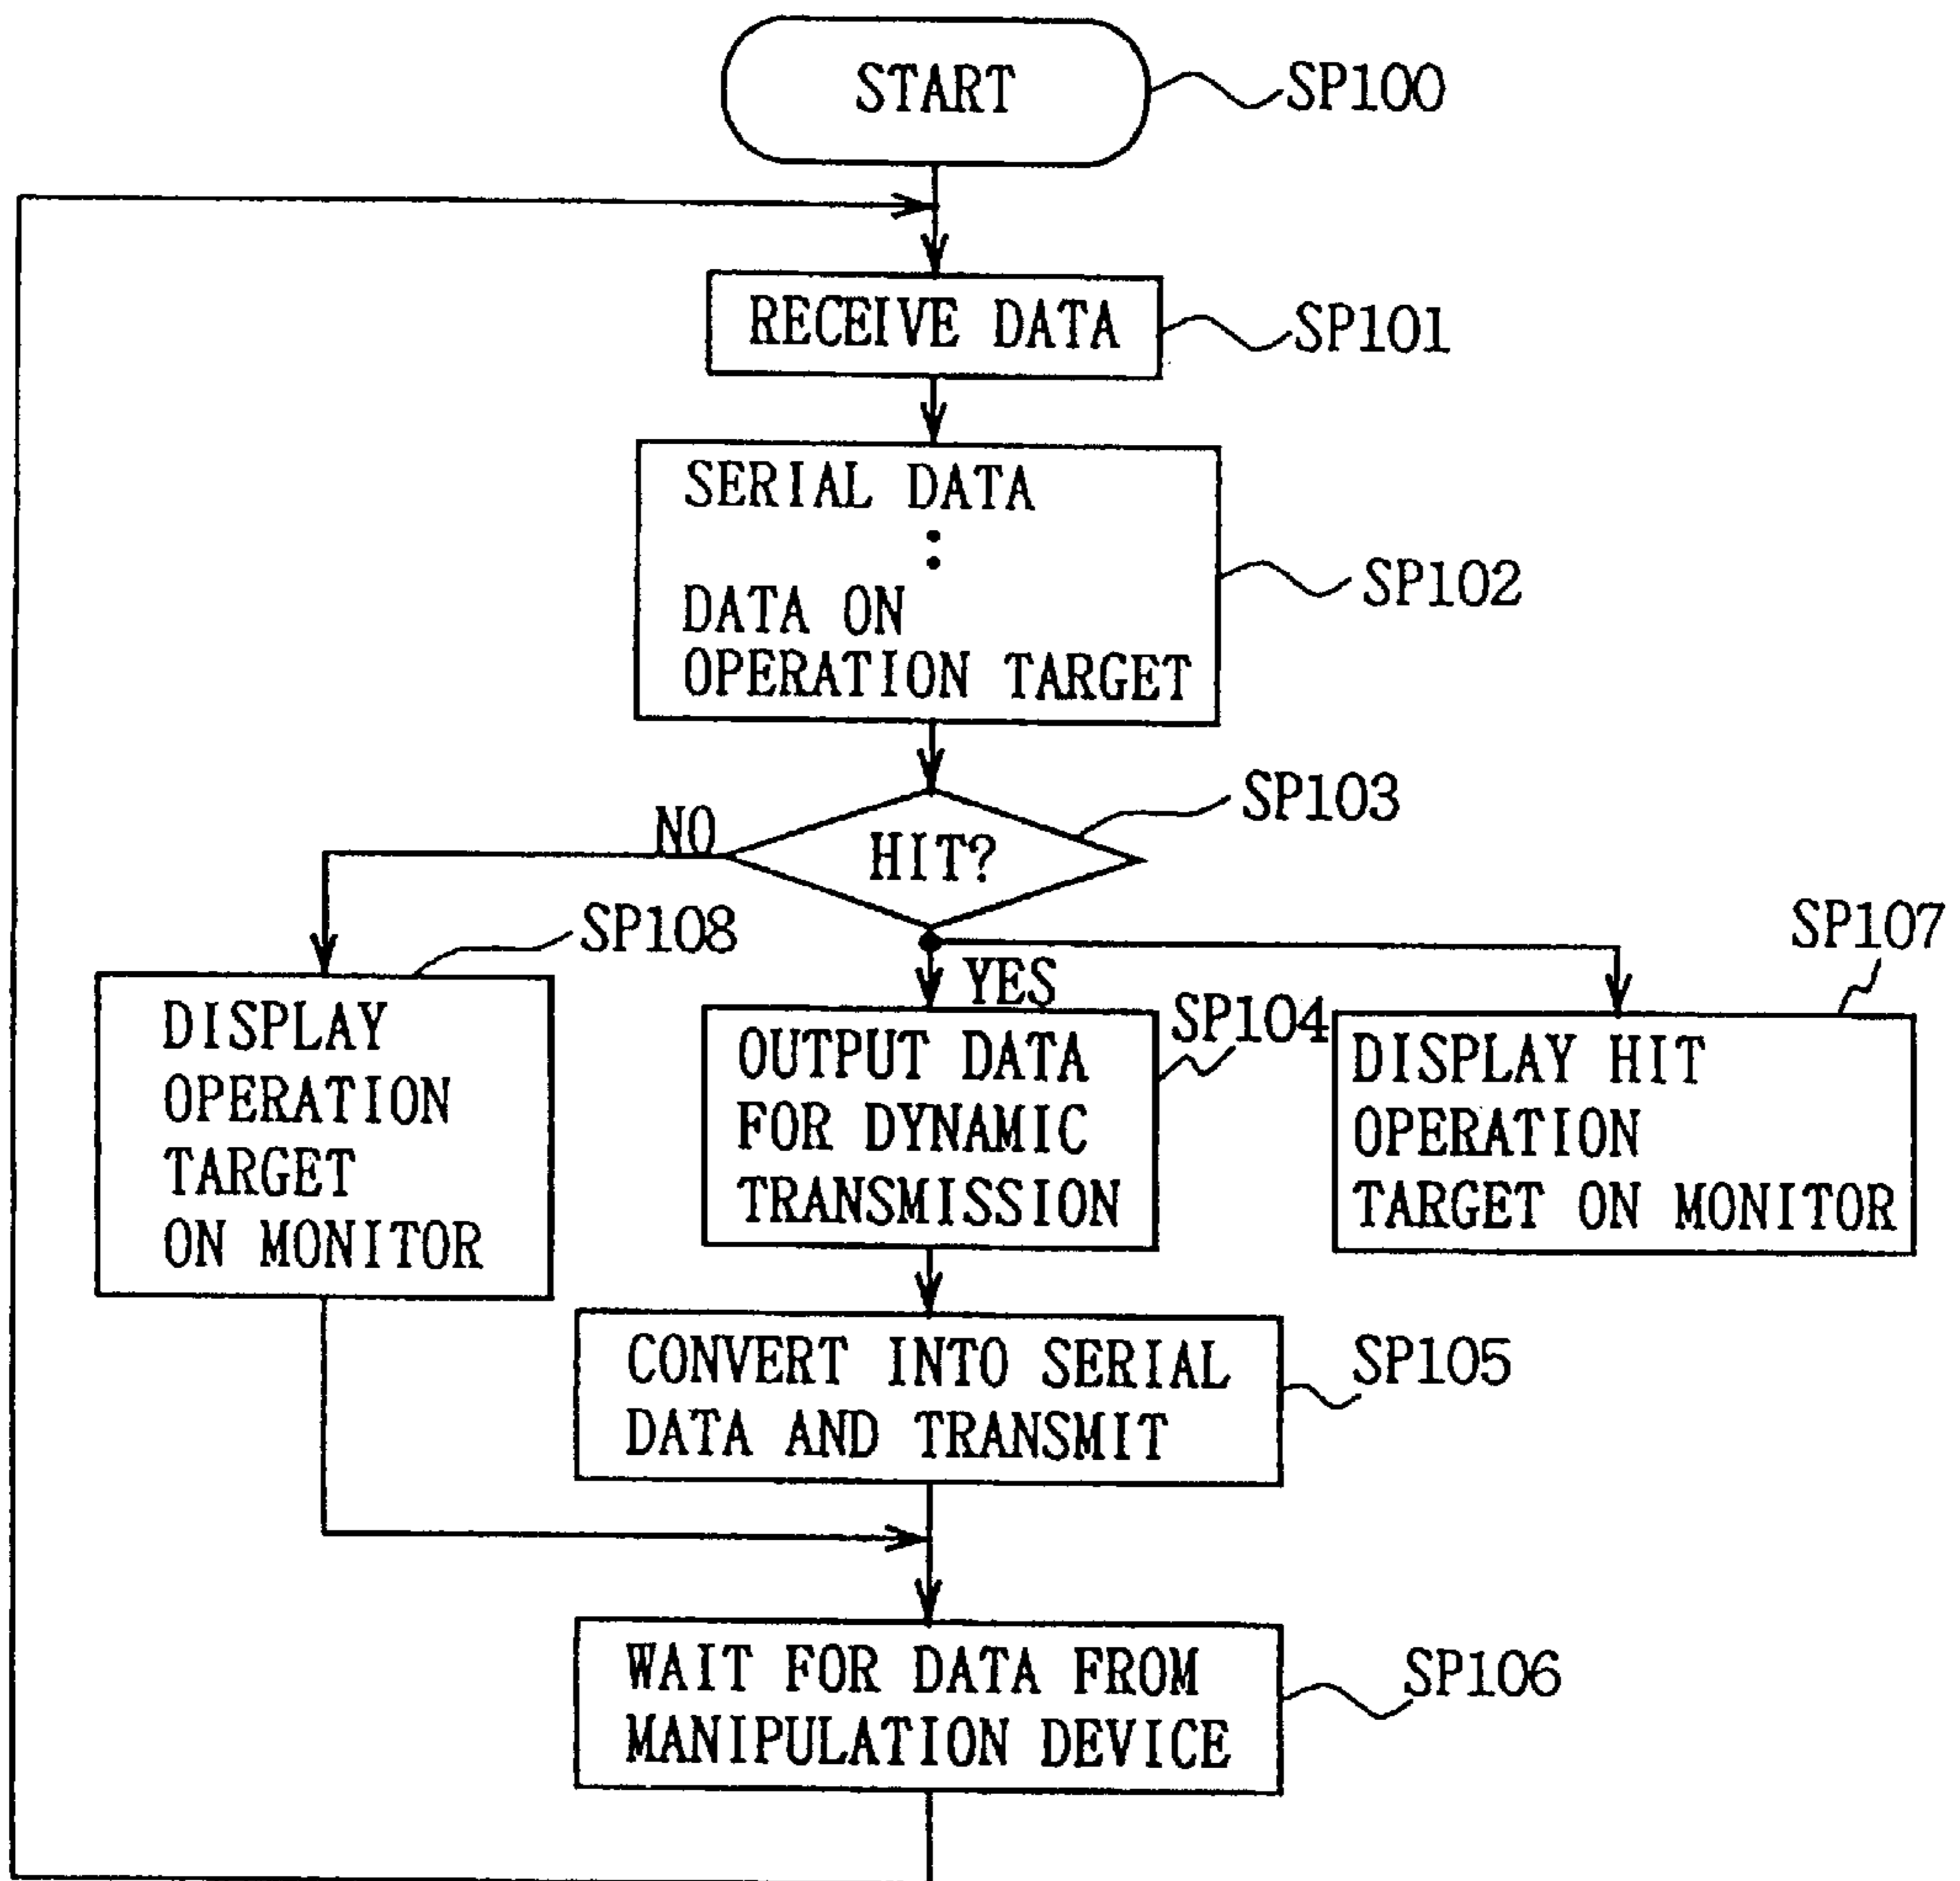 START
SP100
RECEIVE DATA
SP101
SERIAL DATA
:
DATA ON
OPERATION TARGET
SP102
HIT?
SP103
NO
YES
SP108
DISPLAY
OPERATION
TARGET
ON MONITOR
SP104
OUTPUT DATA
FOR DYNAMIC
TRANSMISSION
SP107
DISPLAY HIT
OPERATION
TARGET ON MONITOR
CONVERT INTO SERIAL
DATA AND TRANSMIT
SP105
WAIT FOR DATA FROM
MANIPULATION DEVICE
SP106